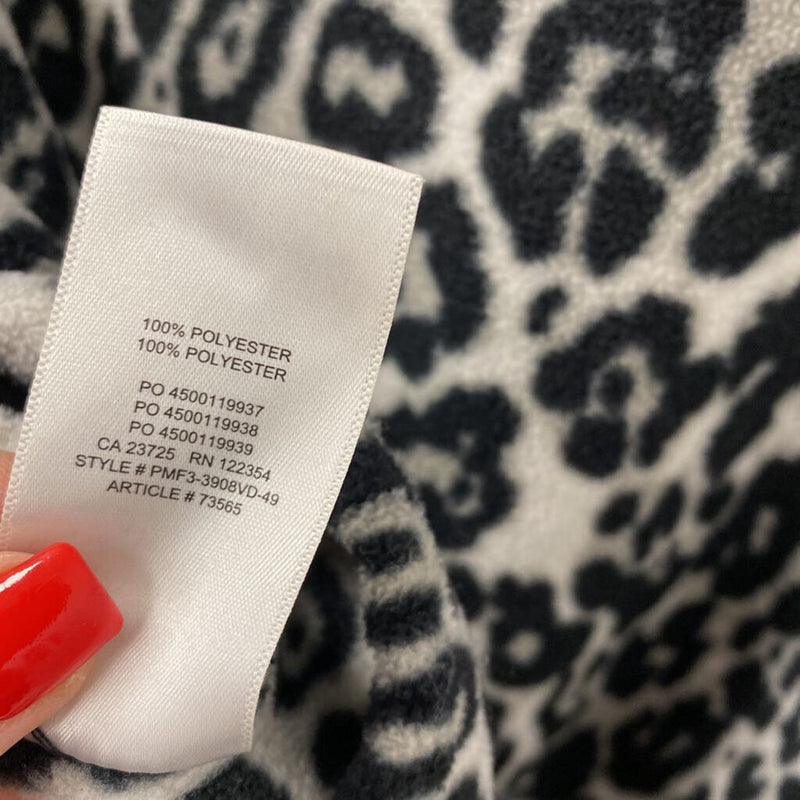 100% POLYESTER
100% POLYESTER
PO 4500119937
PO 4500119938
PO 4500119939
CA 23725 RN 122354
STYLE # PMF3-3908VD-49
ARTICLE # 73565